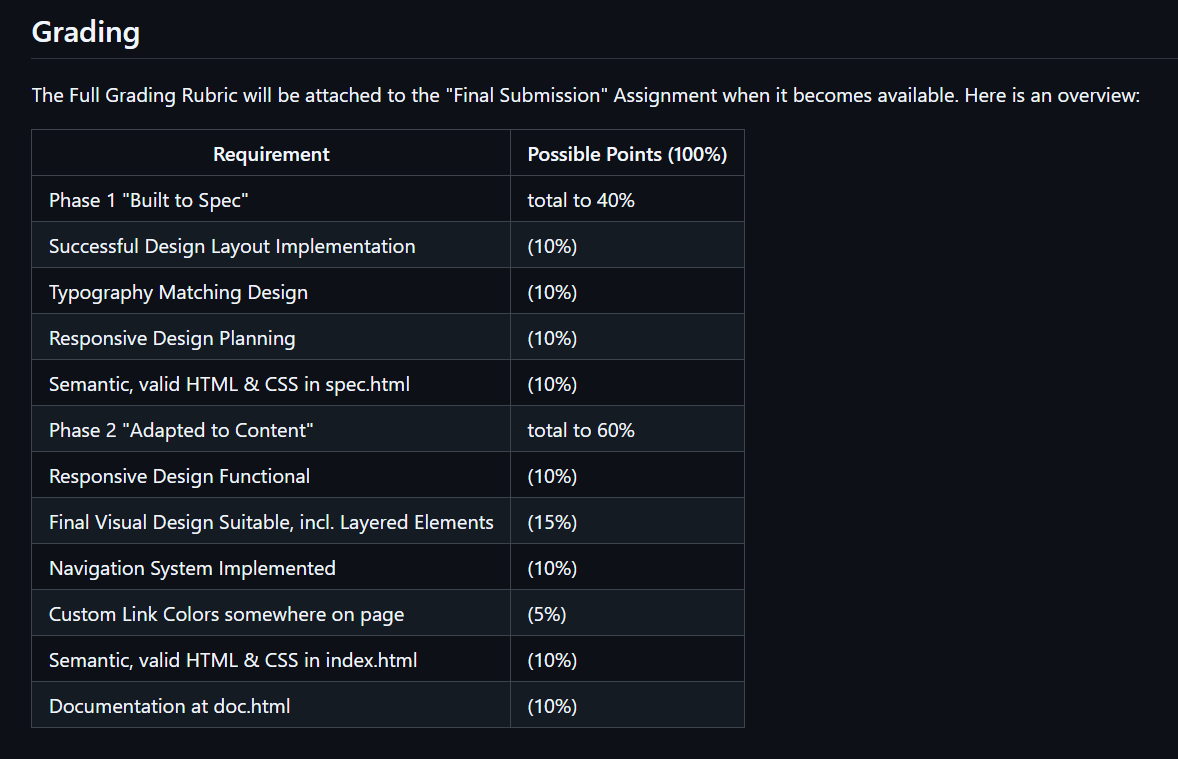 Grading
The Full Grading Rubric will be attached to the "Final Submission" Assignment when it becomes available. Here is an overview:
Requirement Possible Points (100%)
Phase 1 "Built to Spec" total to 40%
Successful Design Layout Implementation (10%)
Typography Matching Design (10%)
Responsive Design Planning (10%)
Semantic, valid HTML & CSS in spec.html (10%)
Phase 2 "Adapted to Content" total to 60%
Responsive Design Functional (10%)
Final Visual Design Suitable, incl. Layered Elements (15%)
Navigation System Implemented (10%)
Custom Link Colors somewhere on page (5%)
Semantic, valid HTML & CSS in index.html (10%)
Documentation at doc.html (10%)